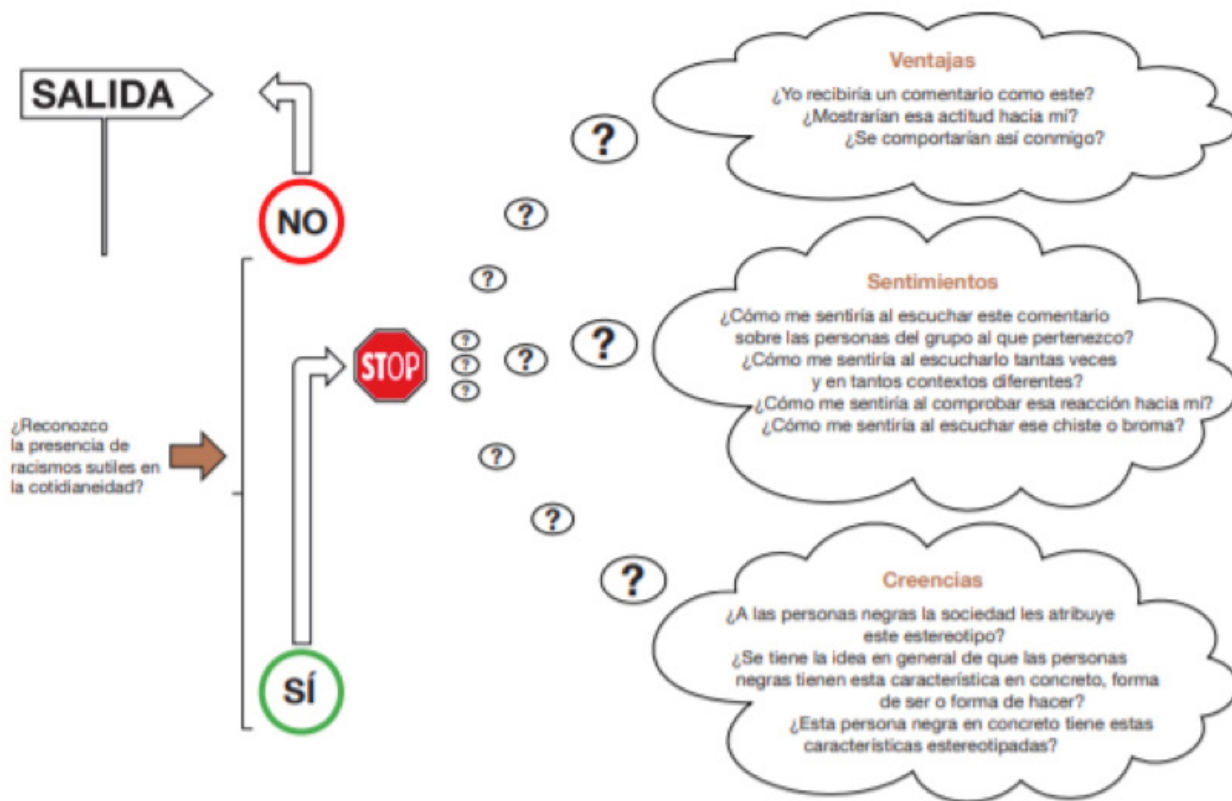 SALIDA
NO
¿Reconozco
la presencia de
racismos sutiles en
la cotidianeidad?
SÍ
STOP
?
?
?
?
?
?
?
?
?
?
?
Ventajas
¿Yo recibiría un comentario como este?
¿Mostrarían esa actitud hacia mí?
¿Se comportarían así conmigo?
Sentimientos
¿Cómo me sentiría al escuchar este comentario
sobre las personas del grupo al que pertenezco?
¿Cómo me sentiría al escucharlo tantas veces
y en tantos contextos diferentes?
¿Cómo me sentiría al comprobar esa reacción hacia mí?
¿Cómo me sentiría al escuchar ese chiste o broma?
Creencias
¿A las personas negras la sociedad les atribuye
este estereotipo?
¿Se tiene la idea en general de que las personas
negras tienen esta característica en concreto, forma
de ser o forma de hacer?
¿Esta persona negra en concreto tiene estas
características estereotipadas?